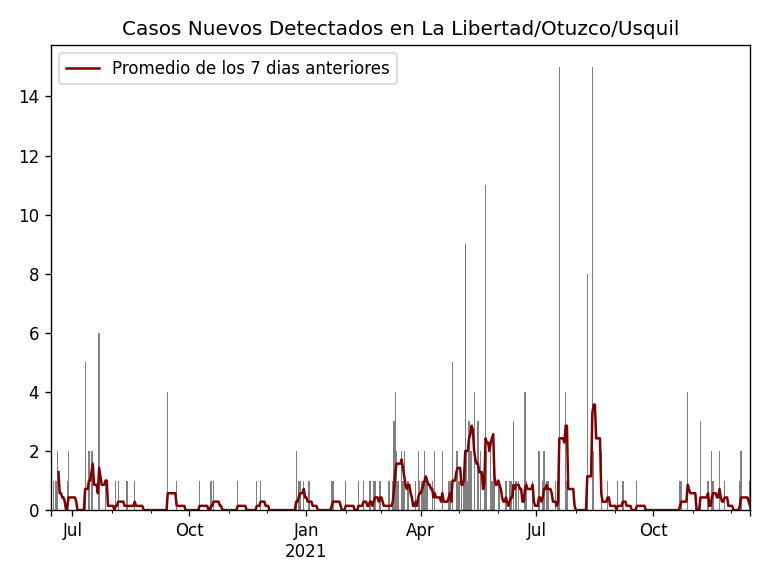 Casos Nuevos Detectados en La Libertad/Otuzco/Usquil
Promedio de los 7 dias anteriores
14
12
10
8
6
4
2
0
Jul
Oct
Jan
2021
Apr
Jul
Oct